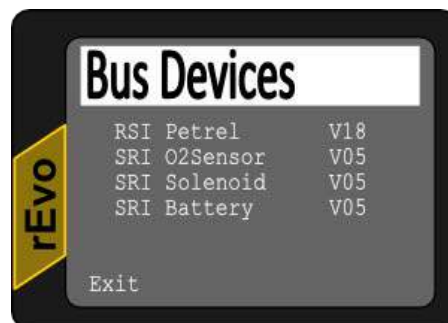 Bus Devices
RSI Petrel V18
SRI O2Sensor V05
SRI Solenoid V05
SRI Battery V05
rEvo
Exit